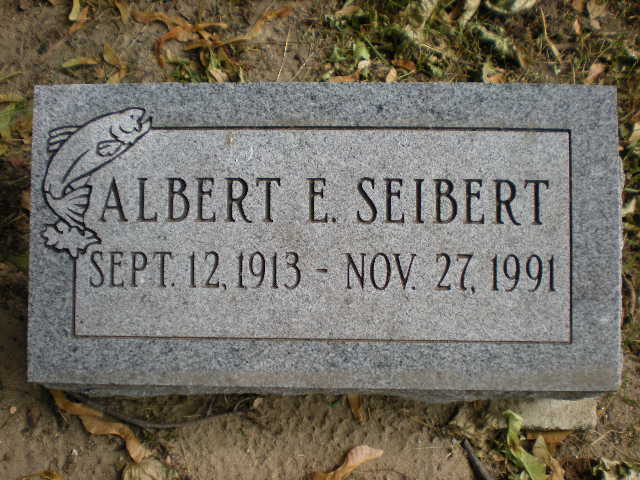 ALBERT E. SEIBERT
SEPT. 12, 1913 - NOV. 27, 1991